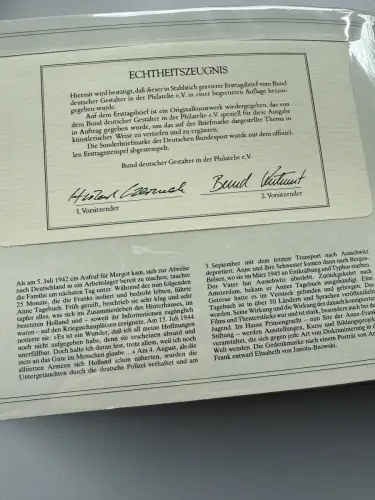 ECHTHEITSZEUGNIS
Hiermit wird bestätigt, daß dieser in Stahlstich gravierte Ersttagsbrief vom Bund
deutscher Gestalter in der Philatelie e.V. in einer begrenzten Auflage heraus-
gegeben wurde.
Auf dem Ersttagsbrief ist ein Originalkunstwerk wiedergegeben, das von
dem Bund deutscher Gestalter in der Philatelie e.V. speziell für diese Ausgabe
in Auftrag gegeben wurde, um das auf der Briefmarke dargestellte Thema in
künstlerischer Weise zu vertiefen und zu ergänzen.
Die Sonderbriefmarke der Deutschen Bundespost wurde mit dem offiziel-
len Ersttagsstempel abgestempelt.
Bund deutscher Gestalter in der Philatelie e.V.
1. Vorsitzender
2. Vorsitzender
Als am 5. Juli 1942 ein Aufruf für Margot kam, sich zur Abreise
nach Deutschland in ein Arbeitslager bereit zu machen, tauchte
die Familie am nächsten Tag unter. Während der nun folgenden
25 Monate, die die Franks isoliert und bedroht lebten, führte
Anne Tagebuch. Früh gereift, beschrieb sie sehr klug und sehr
offen alles, was sich im Zusammenleben des Hinterhauses, im
besetzten Holland und – soweit ihr Informationen zugänglich
waren – auf den Kriegsschauplätzen ereignete. Am 15. Juli 1944
notierte sie: »Es ist ein Wunder, daß ich all meine Hoffnungen
noch nicht aufgegeben habe, denn sie erscheinen absurd und
unerfüllbar. Doch halte ich daran fest, trotz allem, weil ich noch
stets an das Gute im Menschen glaube ...« Am 4. August, als die
alliierten Armeen sich Holland schon näherten, wurden die
Untergetauchten durch die deutsche Polizei verhaftet und am
3. September mit dem letzten Transport nach Auschwitz
deportiert. Anne und ihre Schwester kamen dann nach Bergen-
Belsen, wo sie im März 1945 an Entkräftung und Typhus starben.
Der Vater hat Auschwitz überlebt. Zurückgekehrt nach
Amsterdam, bekam er Annes Tagebuch ausgehändigt. Eine
Getreue hatte es im Versteck gefunden und geborgen. Das
Tagebuch ist in über 50 Ländern und Sprachen veröffentlicht
worden. Seine Wirkung und die Wirkung des danach konzipierten
Films und Theaterstücks war und ist stark, besonders auch bei der
Jugend. Im Hause Prinsengracht – nun Sitz der Anne-Frank-
Stiftung – werden Ausstellungen, Kurse und Bildungsprojekte
veranstaltet, die sich gegen jede Art von Diskriminierung in der
Welt wenden. Die Gedenkmarke nach einem Porträt von Anne
Frank entwarf Elisabeth von Janota-Bzowski.